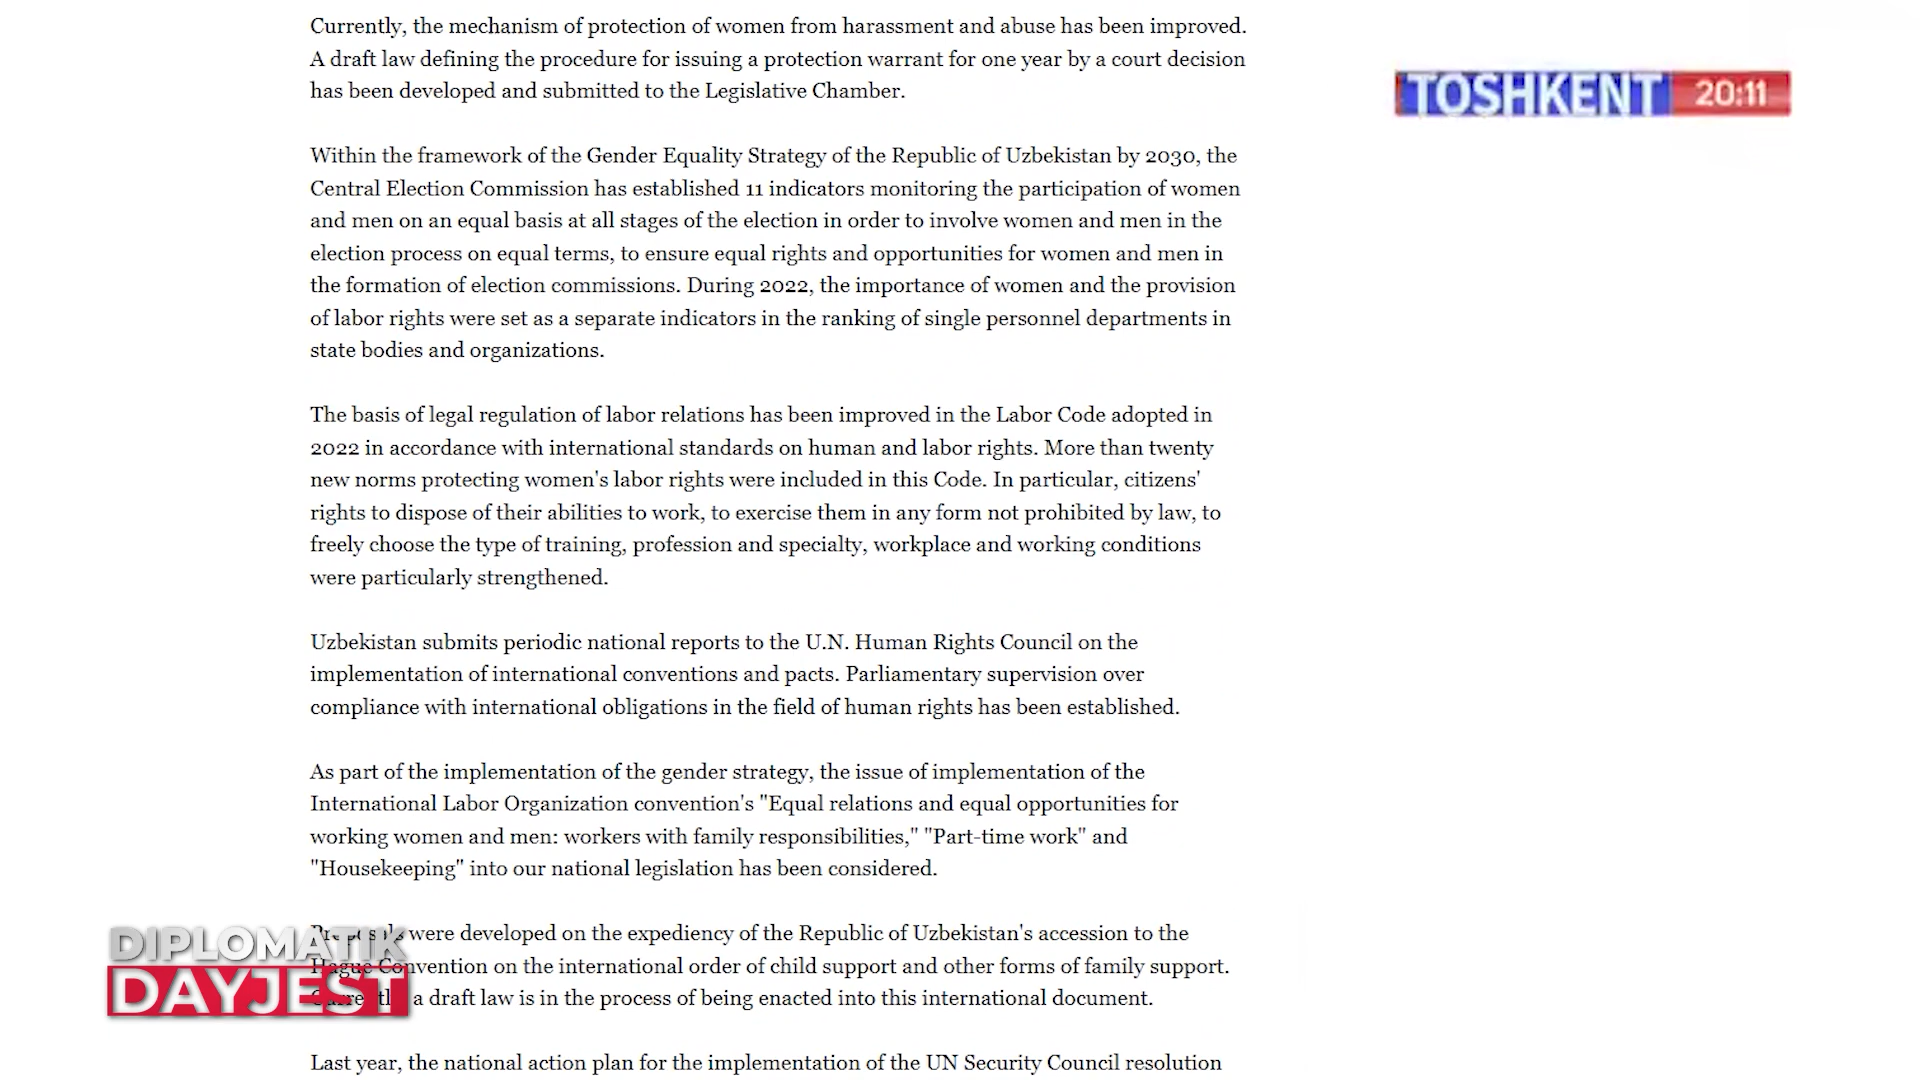 Currently, the mechanism of protection of women from harassment and abuse has been improved.
A draft law defining the procedure for issuing a protection warrant for one year by a court decision
has been developed and submitted to the Legislative Chamber.
TOSHKENT 20:11
Within the framework of the Gender Equality Strategy of the Republic of Uzbekistan by 2030, the
Central Election Commission has established 11 indicators monitoring the participation of women
and men on an equal basis at all stages of the election in order to involve women and men in the
election process on equal terms, to ensure equal rights and opportunities for women and men in
the formation of election commissions. During 2022, the importance of women and the provision
of labor rights were set as a separate indicators in the ranking of single personnel departments in
state bodies and organizations.
The basis of legal regulation of labor relations has been improved in the Labor Code adopted in
2022 in accordance with international standards on human and labor rights. More than twenty
new norms protecting women's labor rights were included in this Code. In particular, citizens'
rights to dispose of their abilities to work, to exercise them in any form not prohibited by law, to
freely choose the type of training, profession and specialty, workplace and working conditions
were particularly strengthened.
Uzbekistan submits periodic national reports to the U.N. Human Rights Council on the
implementation of international conventions and pacts. Parliamentary supervision over
compliance with international obligations in the field of human rights has been established.
As part of the implementation of the gender strategy, the issue of implementation of the
International Labor Organization convention's "Equal relations and equal opportunities for
working women and men: workers with family responsibilities," "Part-time work" and
"Housekeeping" into our national legislation has been considered.
Proposals were developed on the expediency of the Republic of Uzbekistan's accession to the
Hague Convention on the international order of child support and other forms of family support.
Currently a draft law is in the process of being enacted into this international document.
DIPLOMATIK
DAYJEST
Last year, the national action plan for the implementation of the UN Security Council resolution